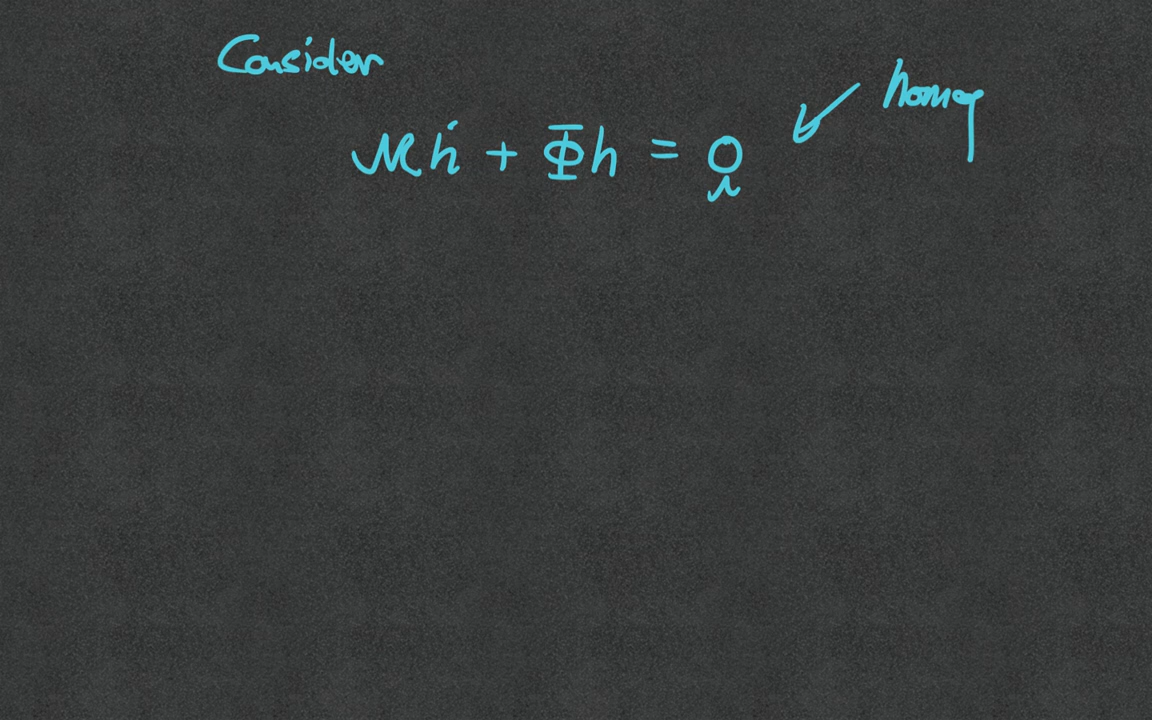 Consider
homog
ℳḣ + Φh = 0̰